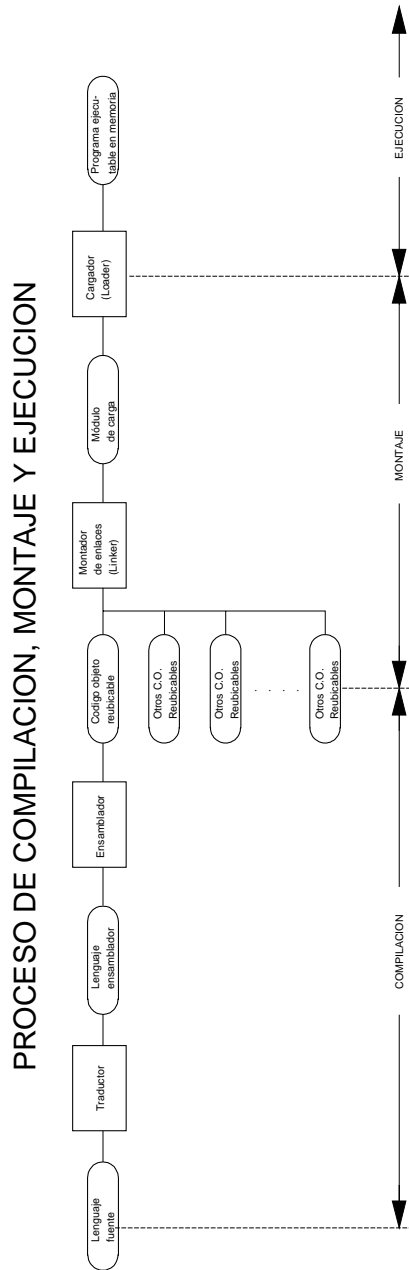 PROCESO DE COMPILACION, MONTAJE Y EJECUCION
Lenguaje
fuente
Traductor
Lenguaje
ensamblador
Ensamblador
Codigo objeto
reubicable
Otros C.O.
Reubicables
Otros C.O.
Reubicables
. . . .
Otros C.O.
Reubicables
Montador
de enlaces
(Linker)
Módulo
de carga
Cargador
(Loader)
Programa ejecu-
table en memoria
COMPILACION
MONTAJE
EJECUCION